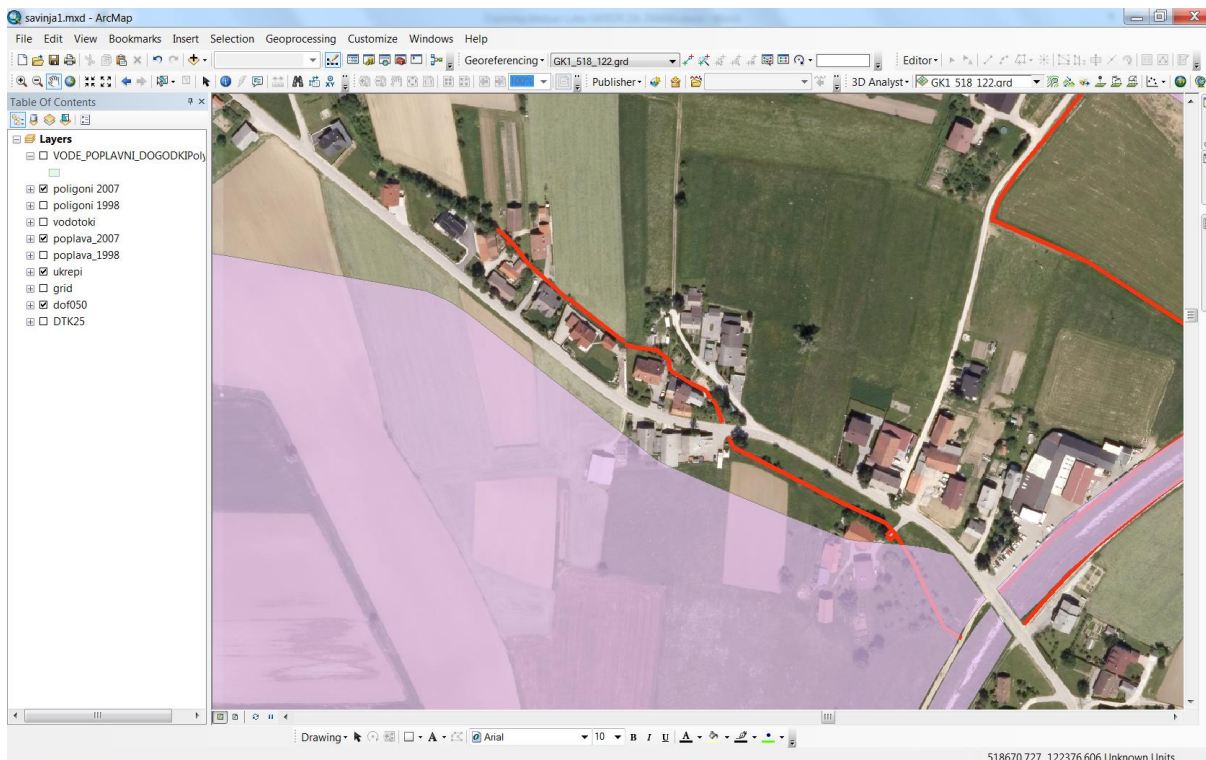 savinja1.mxd - ArcMap
File Edit View Bookmarks Insert Selection Geoprocessing Customize Windows Help
Georeferencing GK1_518_122.grd Editor
Publisher 3D Analyst GK1_518_122.grd
Table Of Contents
Layers
VODE_POPLAVNI_DOGODKIPoly
poligoni 2007
poligoni 1998
vodotoki
poplava_2007
poplava_1998
ukrepi
grid
dof050
DTK25
Drawing A Arial 10 B I U A
518670,727 122376,606 Unknown Units